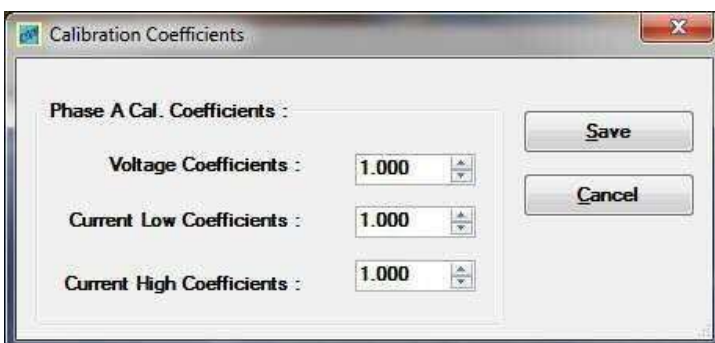 Calibration Coefficients
Phase A Cal. Coefficients :
Voltage Coefficients : 1.000
Current Low Coefficients : 1.000
Current High Coefficients : 1.000
Save
Cancel